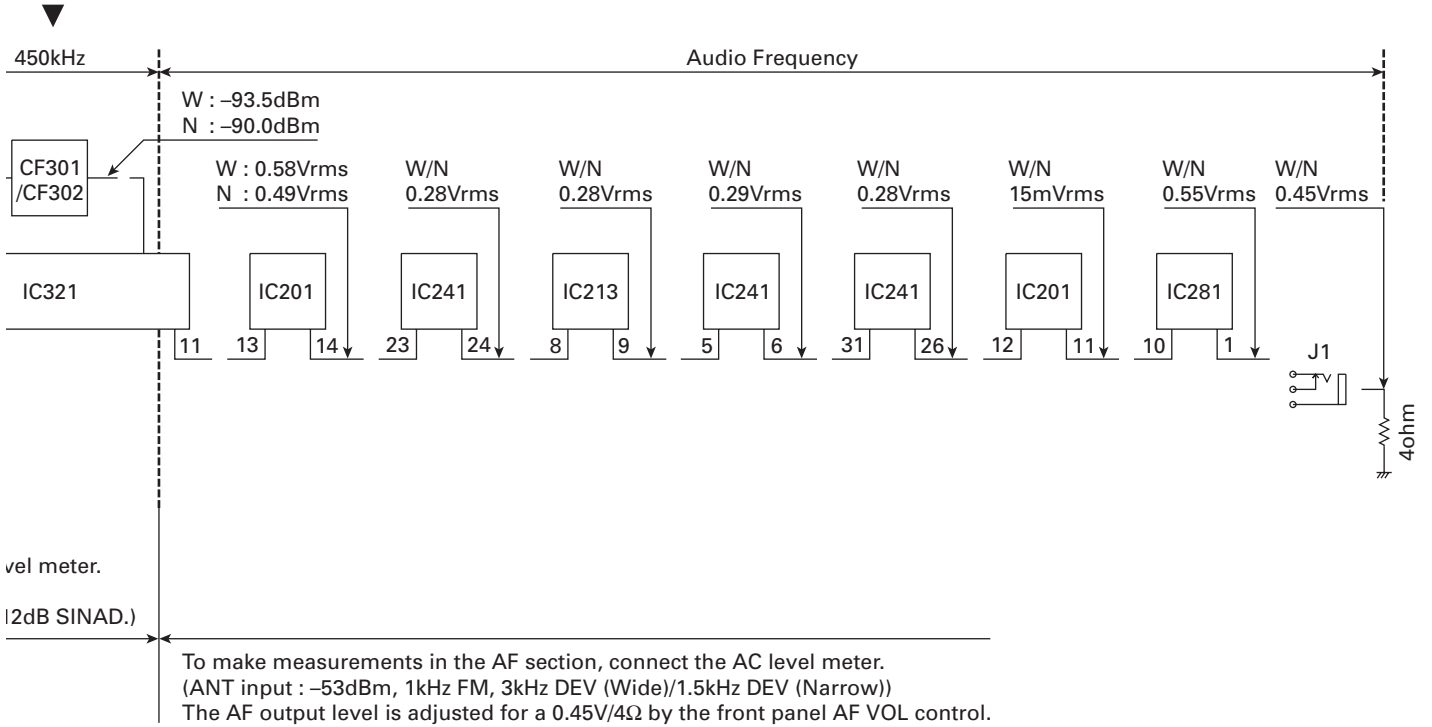 450kHz
Audio Frequency
W : –93.5dBm
N : –90.0dBm
CF301
/CF302
W : 0.58Vrms
N : 0.49Vrms
W/N
0.28Vrms
W/N
0.28Vrms
W/N
0.29Vrms
W/N
0.28Vrms
W/N
15mVrms
W/N
0.55Vrms
W/N
0.45Vrms
IC321
IC201
IC241
IC213
IC241
IC241
IC201
IC281
11
13
14
23
24
8
9
5
6
31
26
12
11
10
1
J1
4ohm
level meter.
12dB SINAD.)
To make measurements in the AF section, connect the AC level meter.
(ANT input : –53dBm, 1kHz FM, 3kHz DEV (Wide)/1.5kHz DEV (Narrow))
The AF output level is adjusted for a 0.45V/4Ω by the front panel AF VOL control.